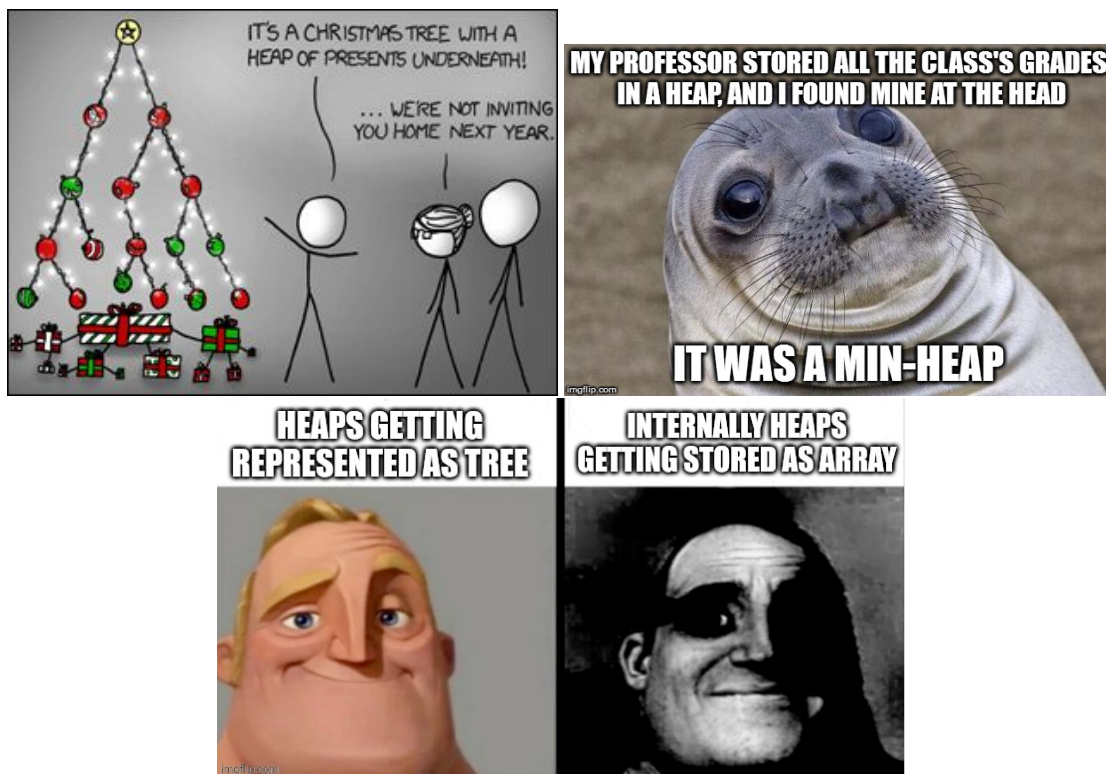 IT'S A CHRISTMAS TREE WITH A
HEAP OF PRESENTS UNDERNEATH!
... WE'RE NOT INVITING
YOU HOME NEXT YEAR.
MY PROFESSOR STORED ALL THE CLASS'S GRADES
IN A HEAP, AND I FOUND MINE AT THE HEAD
IT WAS A MIN-HEAP
imgflip.com
HEAPS GETTING
REPRESENTED AS TREE
INTERNALLY HEAPS
GETTING STORED AS ARRAY
imgflip.com